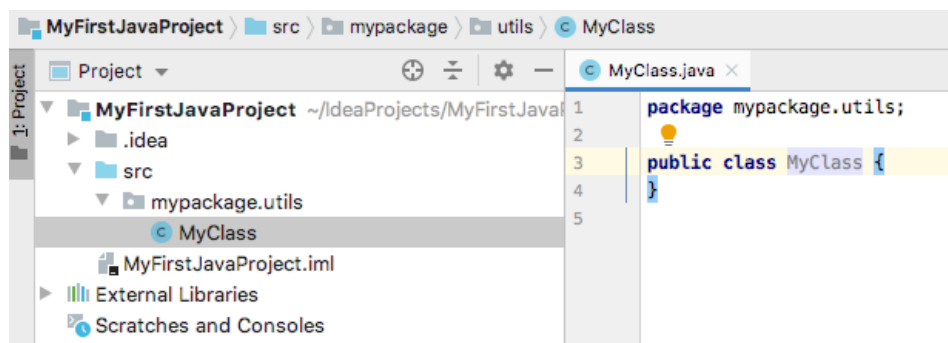 MyFirstJavaProject src mypackage utils MyClass
1: Project
Project
MyFirstJavaProject ~/IdeaProjects/MyFirstJava
.idea
src
mypackage.utils
MyClass
MyFirstJavaProject.iml
External Libraries
Scratches and Consoles
MyClass.java
1 package mypackage.utils;
2
3 public class MyClass {
4 }
5